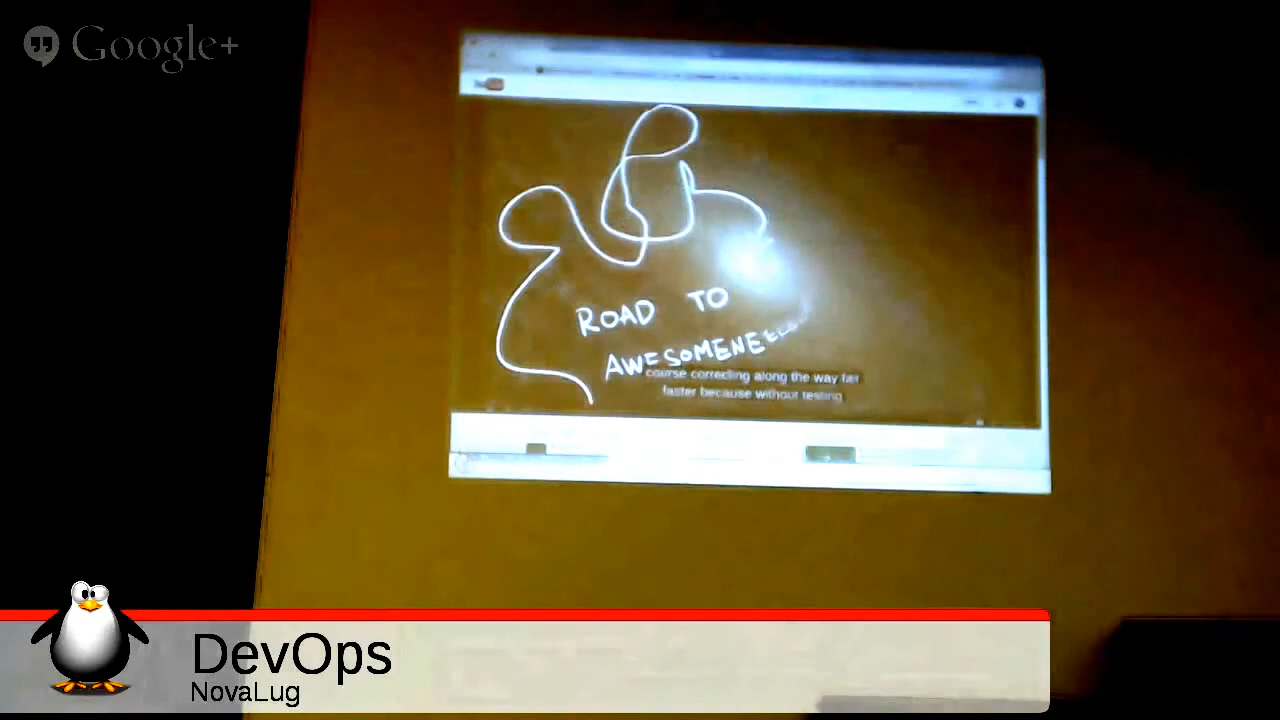 Google+
ROAD TO
AWESOMENE
course correcting along the way far
faster because without testing
DevOps
NovaLug